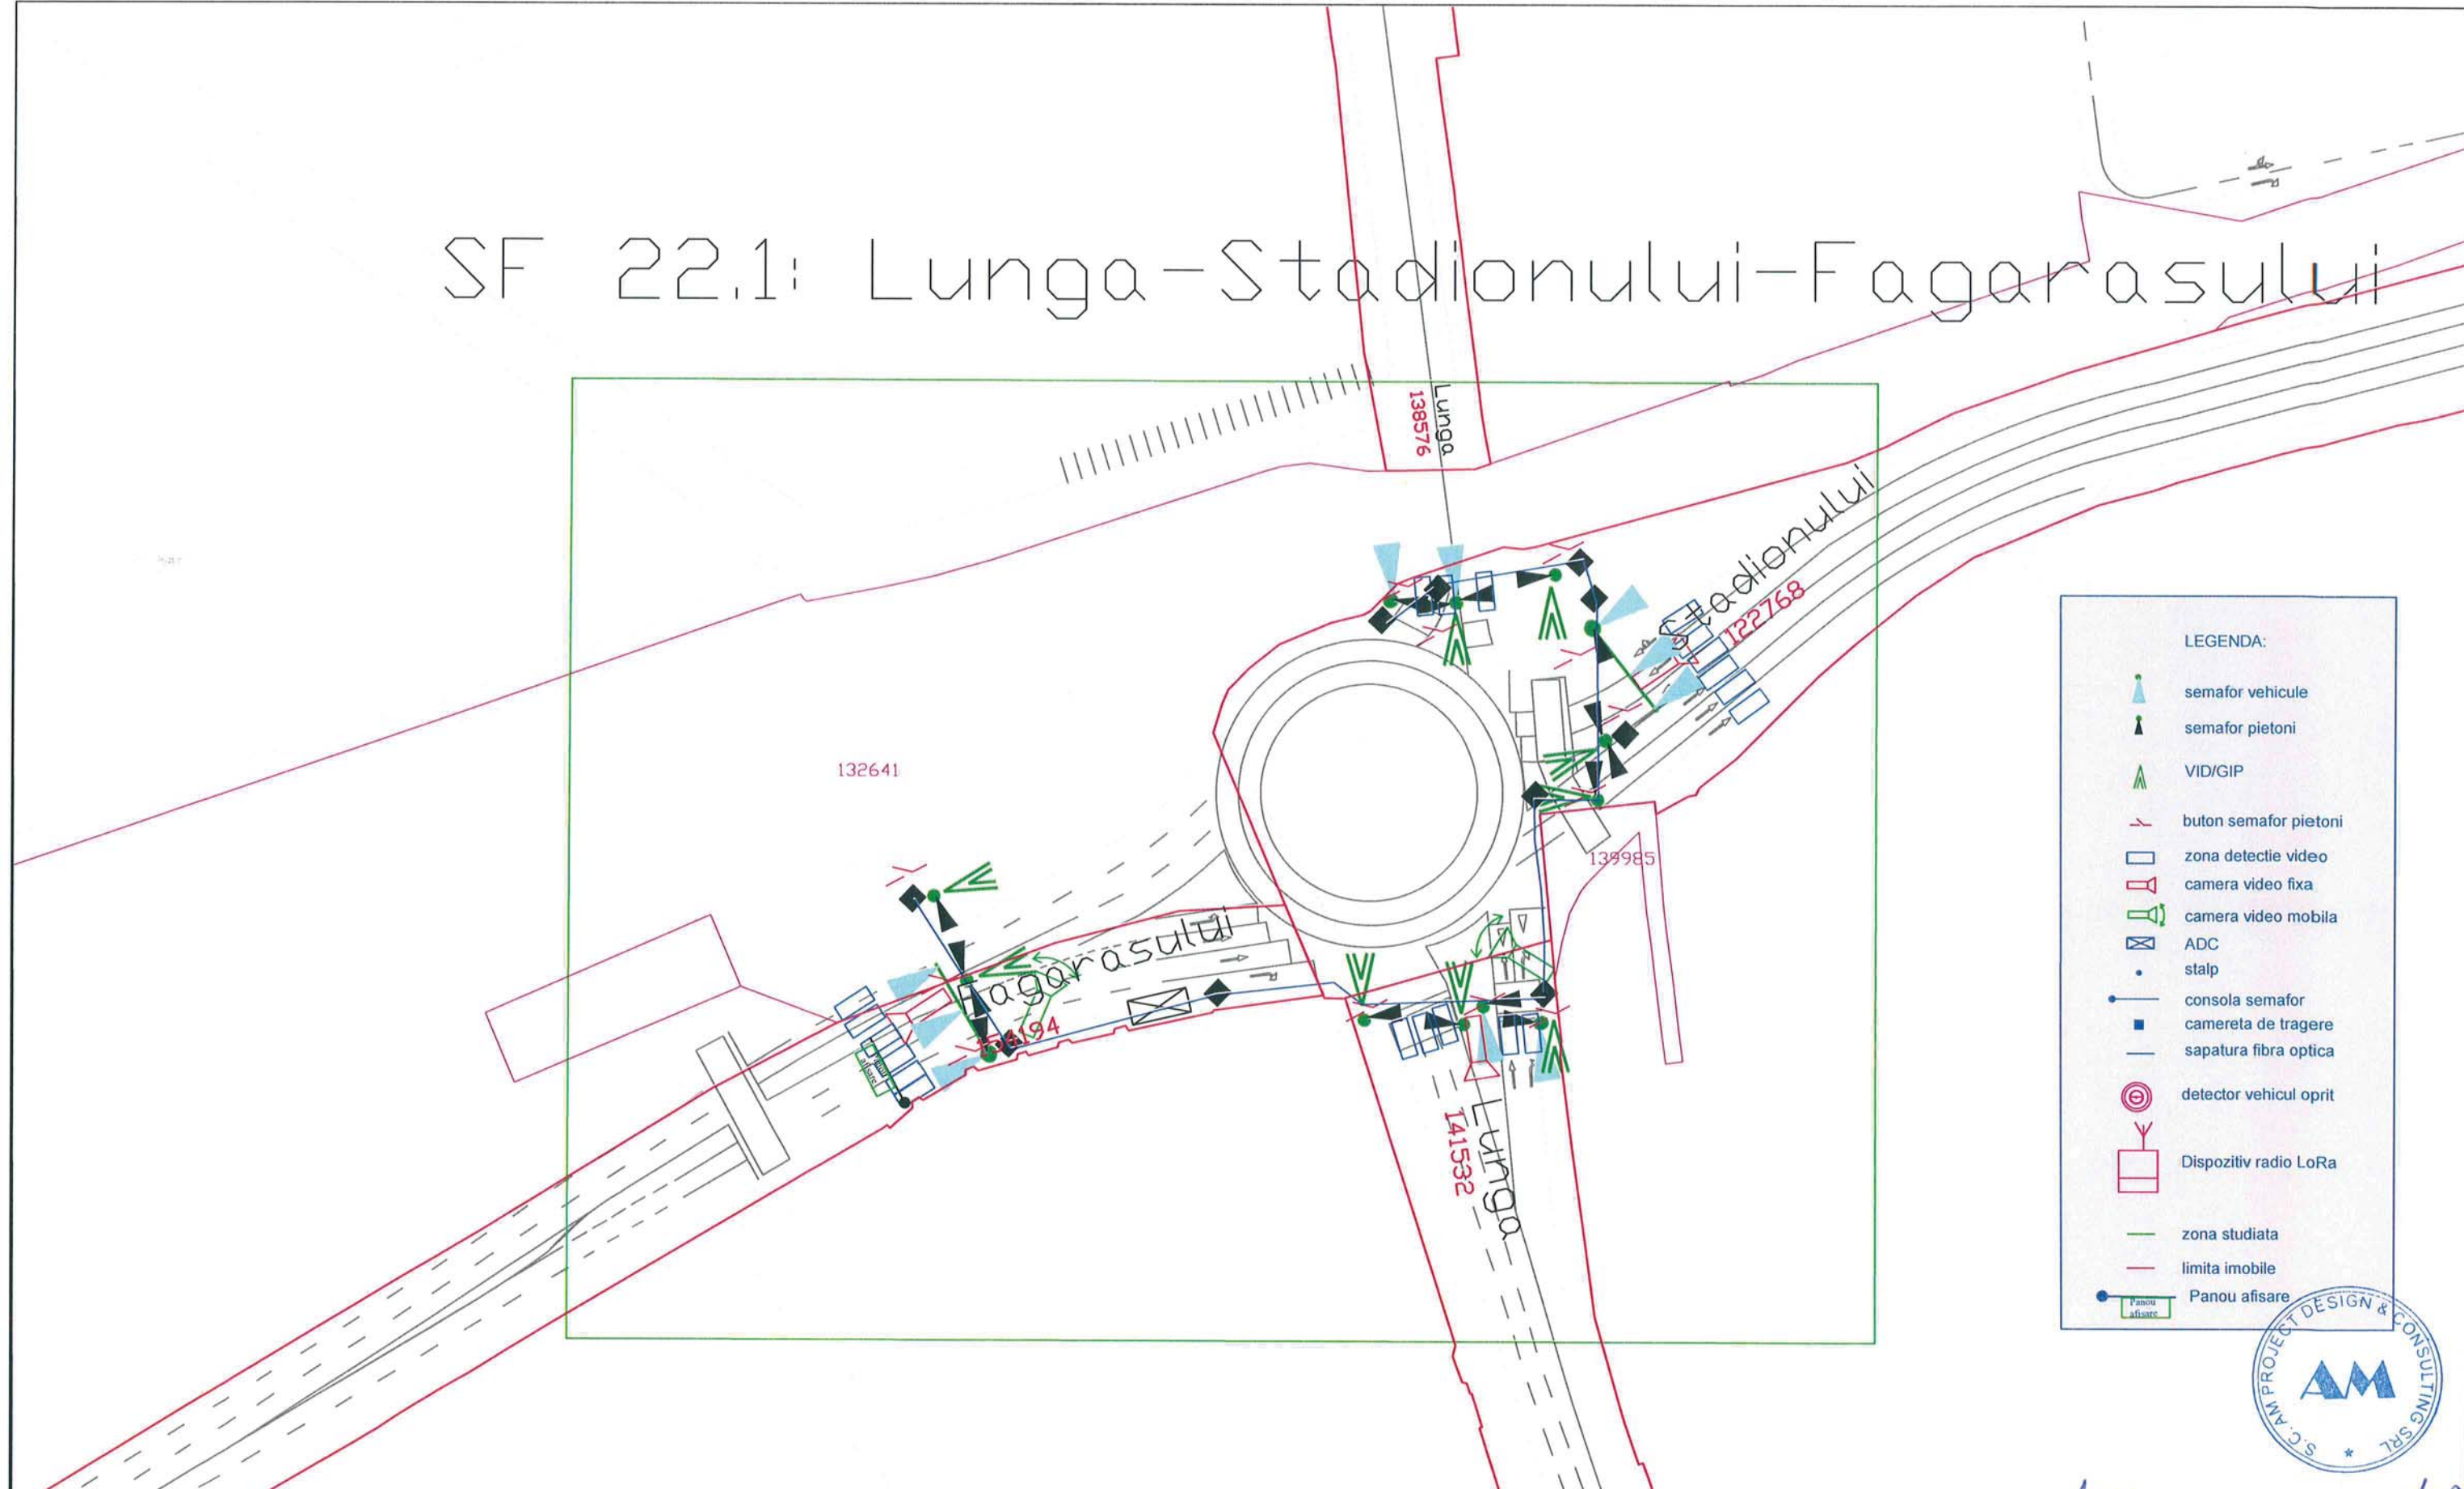 SF 22.1: Lunga-Stadionului-Fagarasului
Lunga
138576
Stadionului
122768
132641
139985
Fagarasului
Panou
afisare
141532
Lunga
LEGENDA:
semafor vehicule
semafor pietoni
VID/GIP
buton semafor pietoni
zona detectie video
camera video fixa
camera video mobila
ADC
stalp
consola semafor
camereta de tragere
sapatura fibra optica
detector vehicul oprit
Dispozitiv radio LoRa
zona studiata
limita imobile
Panou afisare
Panou
afisare
S.C. AM PROJECT DESIGN & CONSULTING SRL
AM